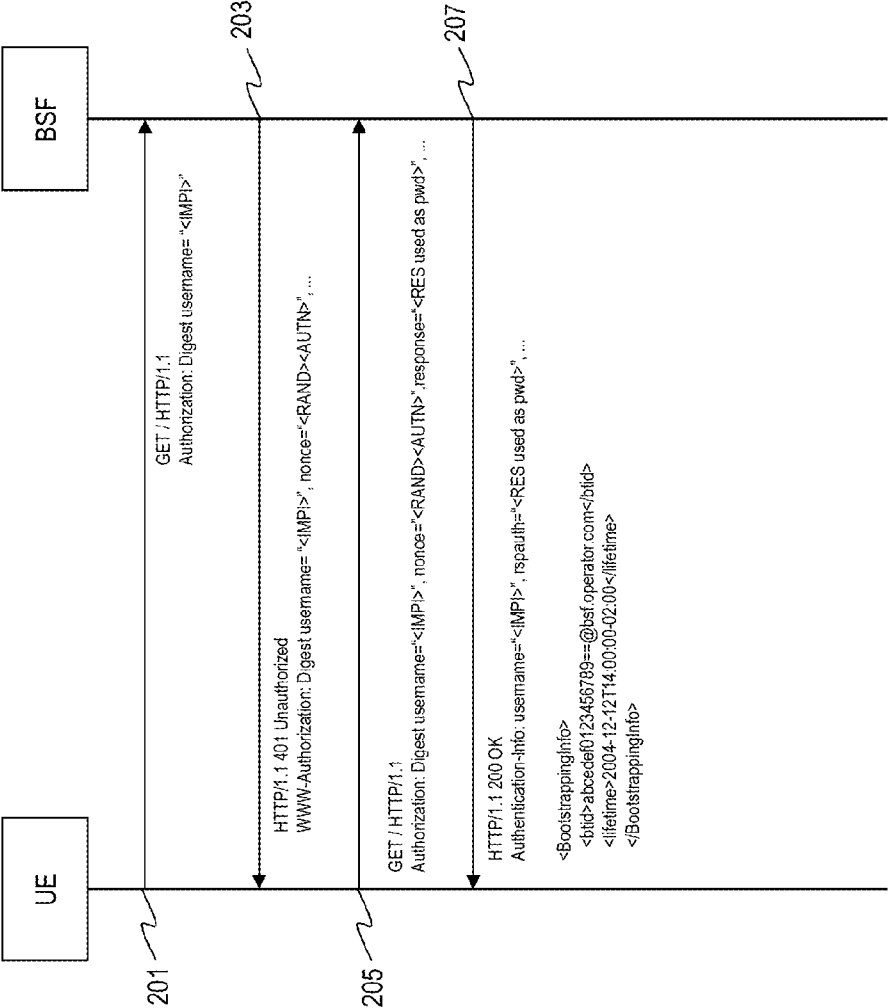 UE
BSF
201
GET / HTTP/1.1
Authorization: Digest username= “<IMPI>”
203
HTTP/1.1 401 Unauthorized
WWW-Authorization: Digest username= “<IMPI>”, nonce=“<RAND><AUTN>”, ...
205
GET / HTTP/1.1
Authorization: Digest username=“<IMPI>”, nonce=“<RAND><AUTN>”,response=“<RES used as pwd>”, ...
207
HTTP/1.1 200 OK
Authentication-Info: username=“<IMPI>”, rspauth=“<RES used as pwd>”, ...
<BootstrappingInfo>
<btid>abcedef0123456789==@bsf.operator.com</btid>
<lifetime>2004-12-12T14:00:00-02:00</lifetime>
</BootstrappingInfo>